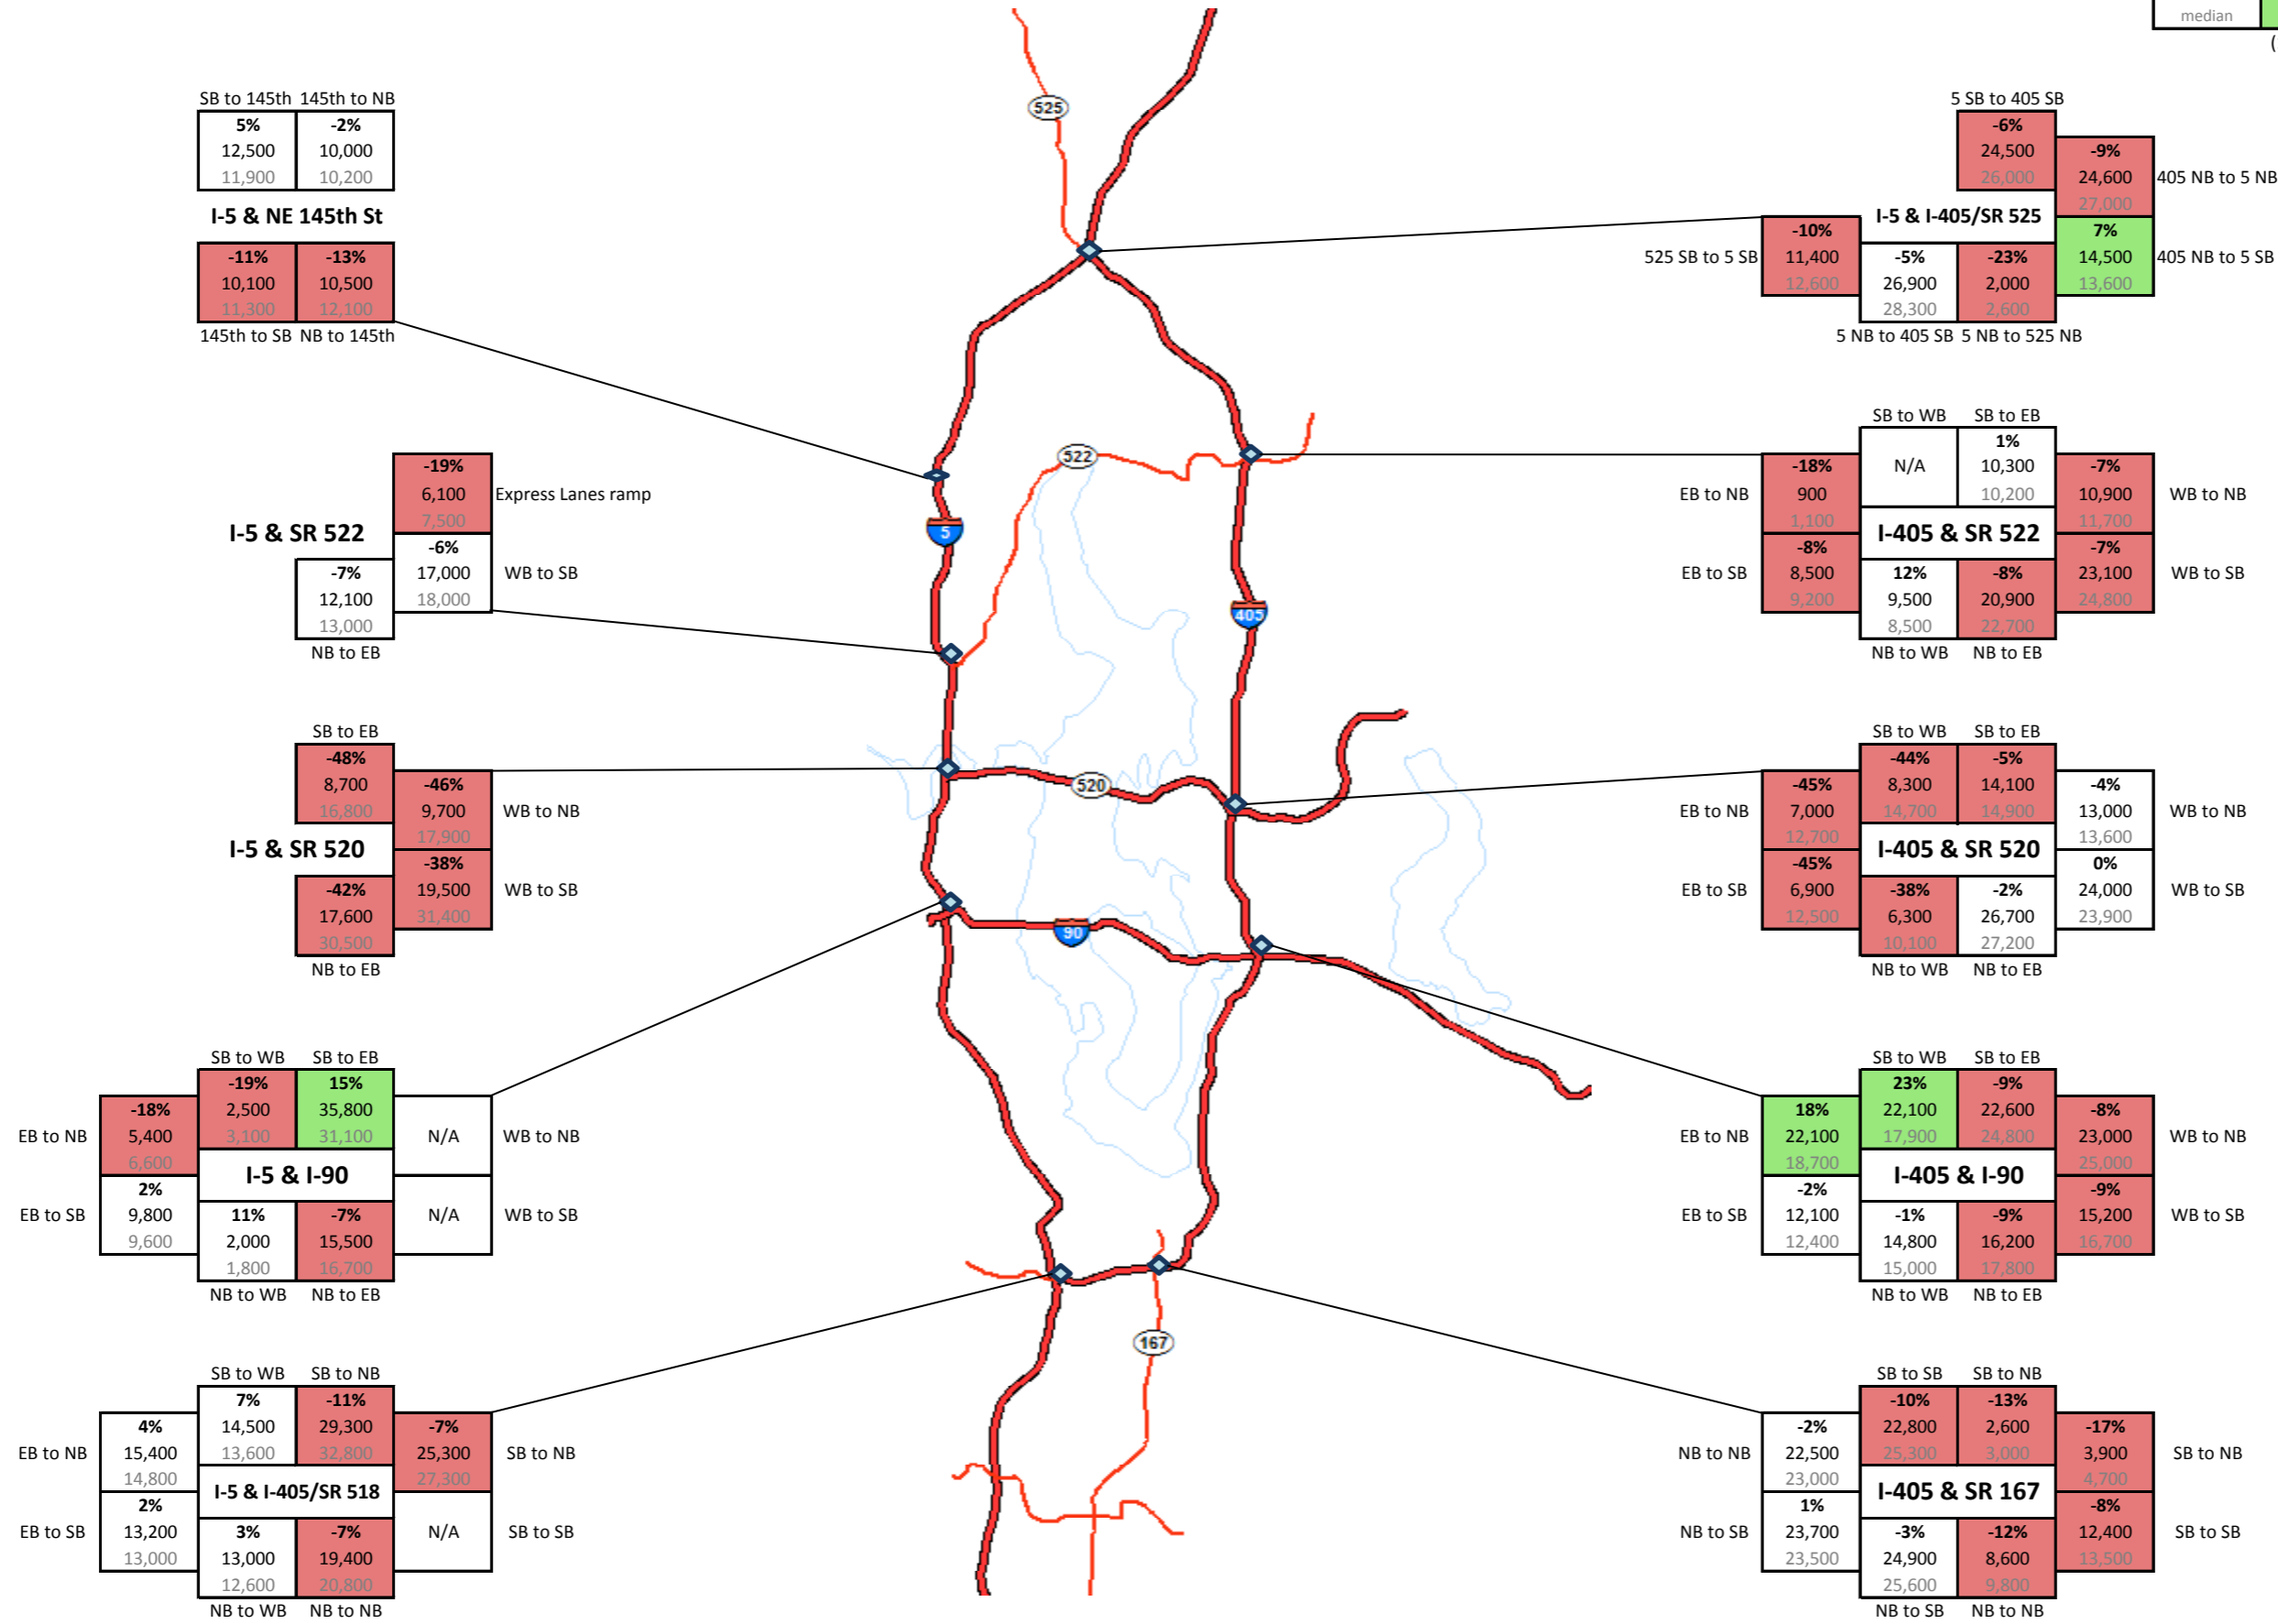 median
(
SB to 145th 145th to NB
5% -2%
12,500 10,000
11,900 10,200
I-5 & NE 145th St
-11% -13%
10,100 10,500
11,300 12,100
145th to SB NB to 145th
5 SB to 405 SB
-6%
24,500
26,000
-9%
24,600
27,000
405 NB to 5 NB
I-5 & I-405/SR 525
525 SB to 5 SB
-10%
11,400
12,600
-5% -23%
26,900 2,000
28,300 2,600
7%
14,500
13,600
405 NB to 5 SB
5 NB to 405 SB 5 NB to 525 NB
-19%
6,100
7,500
Express Lanes ramp
I-5 & SR 522
-6%
17,000
18,000
WB to SB
-7%
12,100
13,000
NB to EB
SB to WB SB to EB
EB to NB
-18%
900
1,100
N/A
1%
10,300
10,200
-7%
10,900
11,700
WB to NB
I-405 & SR 522
EB to SB
-8%
8,500
9,200
12% -8%
9,500 20,900
8,500 22,700
-7%
23,100
24,800
WB to SB
NB to WB NB to EB
SB to EB
-48%
8,700
16,800
-46%
9,700
17,900
WB to NB
I-5 & SR 520
-38%
19,500
31,400
WB to SB
-42%
17,600
30,500
NB to EB
SB to WB SB to EB
EB to NB
-45%
7,000
12,700
-44% -5%
8,300 14,100
14,700 14,900
-4%
13,000
13,600
WB to NB
I-405 & SR 520
EB to SB
-45%
6,900
12,500
-38% -2%
6,300 26,700
10,100 27,200
0%
24,000
23,900
WB to SB
NB to WB NB to EB
SB to WB SB to EB
EB to NB
-18%
5,400
6,600
-19% 15%
2,500 35,800
3,100 31,100
N/A
WB to NB
I-5 & I-90
EB to SB
2%
9,800
9,600
11% -7%
2,000 15,500
1,800 16,700
N/A
WB to SB
NB to WB NB to EB
SB to WB SB to EB
EB to NB
18%
22,100
18,700
23% -9%
22,100 22,600
17,900 24,800
-8%
23,000
25,000
WB to NB
I-405 & I-90
EB to SB
-2%
12,100
12,400
-1% -9%
14,800 16,200
15,000 17,800
-9%
15,200
16,700
WB to SB
NB to WB NB to EB
SB to WB SB to NB
EB to NB
4%
15,400
14,800
7% -11%
14,500 29,300
13,600 32,800
-7%
25,300
27,300
SB to NB
I-5 & I-405/SR 518
EB to SB
2%
13,200
13,000
3% -7%
13,000 19,400
12,600 20,800
N/A
SB to SB
NB to WB NB to NB
SB to SB SB to NB
NB to NB
-2%
22,500
23,000
-10% -13%
22,800 2,600
25,300 3,000
-17%
3,900
4,700
SB to NB
I-405 & SR 167
NB to SB
1%
23,700
23,500
-3% -12%
24,900 8,600
25,600 9,800
-8%
12,400
13,500
SB to SB
NB to SB NB to NB
525
522
5
405
520
90
167